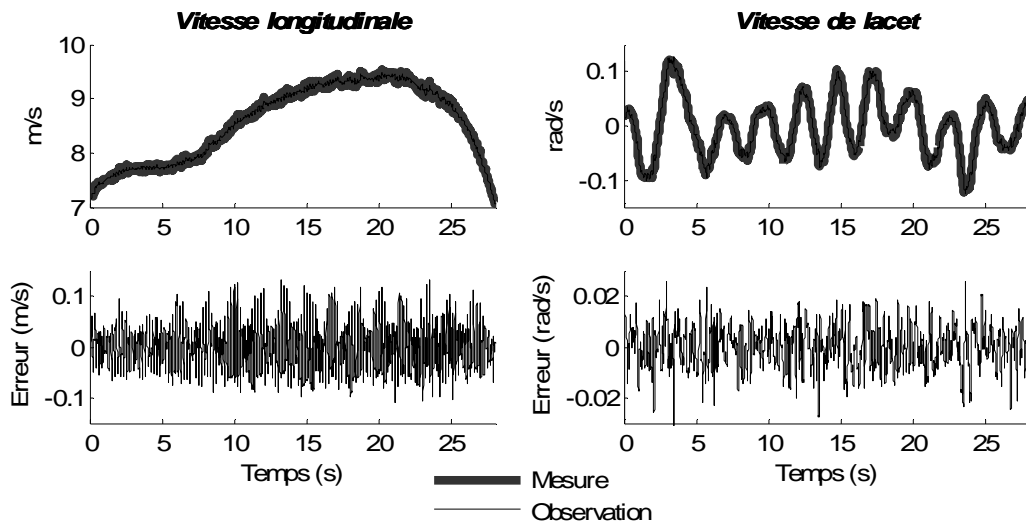 Vitesse longitudinale
Vitesse de lacet
10
9
8
7
m/s
0 5 10 15 20 25
0.1
0
-0.1
rad/s
0 5 10 15 20 25
0.1
0
-0.1
Erreur (m/s)
0 5 10 15 20 25
Temps (s)
0.02
0
-0.02
Erreur (rad/s)
0 5 10 15 20 25
Temps (s)
Mesure
Observation